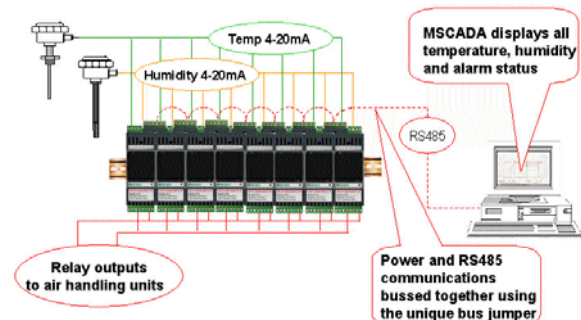 Temp 4-20mA
Humidity 4-20mA
MSCADA displays all
temperature, humidity
and alarm status
RS485
Relay outputs
to air handling units
Power and RS485
communications
bussed together using
the unique bus jumper